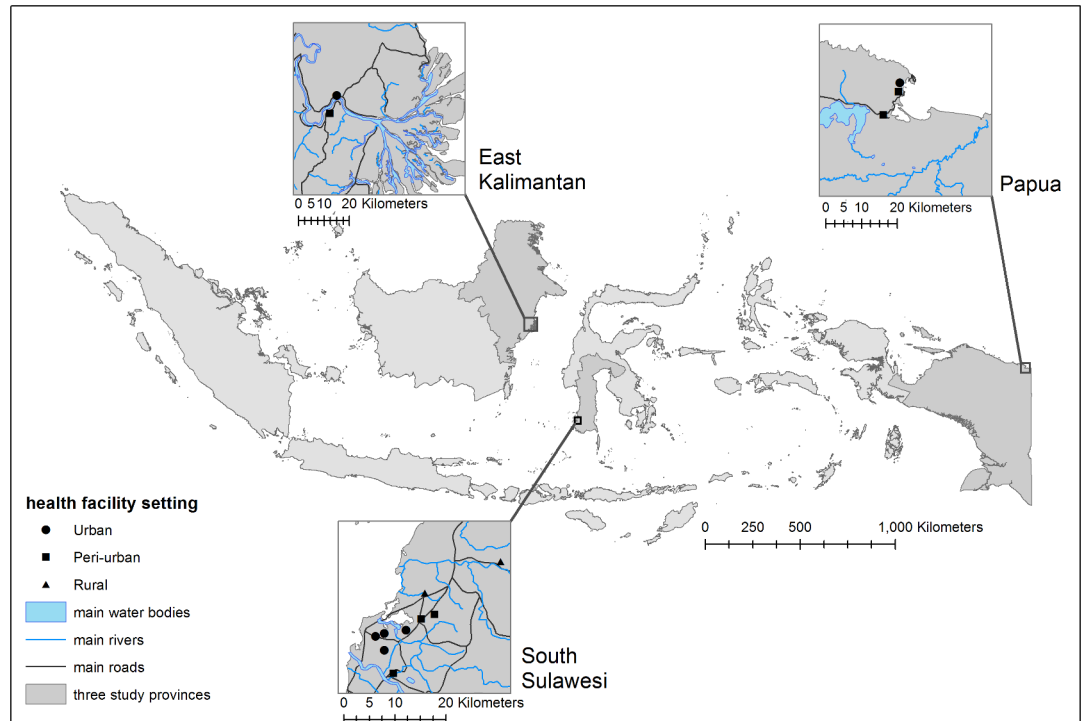 East
Kalimantan
0 5 10 20 Kilometers
Papua
0 5 10 20 Kilometers
0 250 500 1,000 Kilometers
health facility setting
Urban
Peri-urban
Rural
main water bodies
main rivers
main roads
three study provinces
South
Sulawesi
0 5 10 20 Kilometers